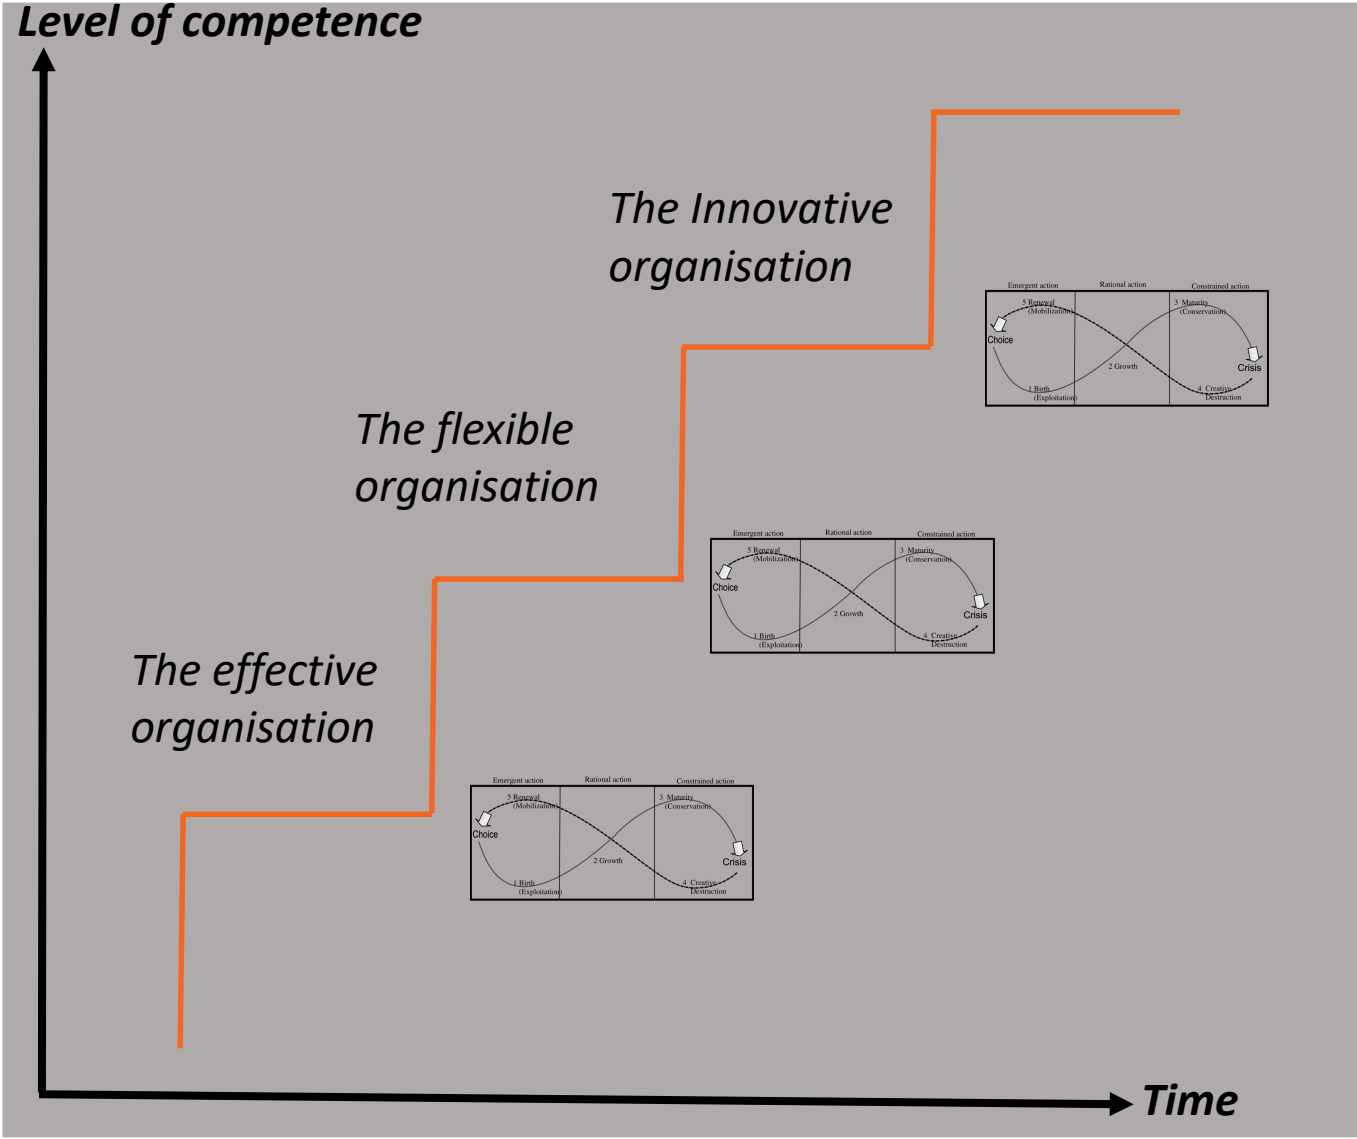 Level of competence
The Innovative
organisation
Emergent action Rational action Constrained action
5 Renewal
(Mobilization)
3 Maturity
(Conservation)
Choice
Crisis
2 Growth
1 Birth
(Exploitation)
4 Creative
Destruction
The flexible
organisation
Emergent action Rational action Constrained action
5 Renewal
(Mobilization)
3 Maturity
(Conservation)
Choice
Crisis
2 Growth
1 Birth
(Exploitation)
4 Creative
Destruction
The effective
organisation
Emergent action Rational action Constrained action
5 Renewal
(Mobilization)
3 Maturity
(Conservation)
Choice
Crisis
2 Growth
1 Birth
(Exploitation)
4 Creative
Destruction
Time